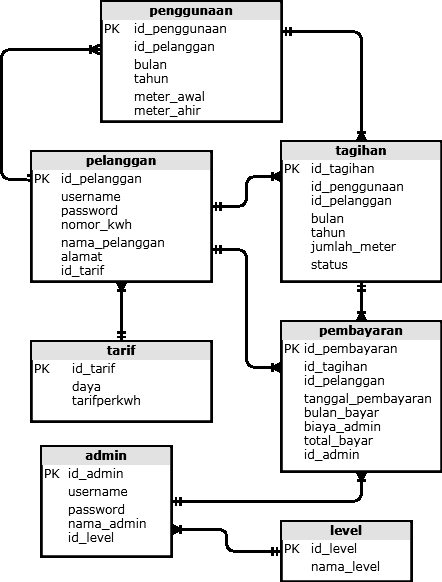 penggunaan
PK id_penggunaan
id_pelanggan
bulan
tahun
meter_awal
meter_ahir
pelanggan
PK id_pelanggan
username
password
nomor_kwh
nama_pelanggan
alamat
id_tarif
tagihan
PK id_tagihan
id_penggunaan
id_pelanggan
bulan
tahun
jumlah_meter
status
tarif
PK id_tarif
daya
tarifperkwh
pembayaran
PK id_pembayaran
id_tagihan
id_pelanggan
tanggal_pembayaran
bulan_bayar
biaya_admin
total_bayar
id_admin
admin
PK id_admin
username
password
nama_admin
id_level
level
PK id_level
nama_level